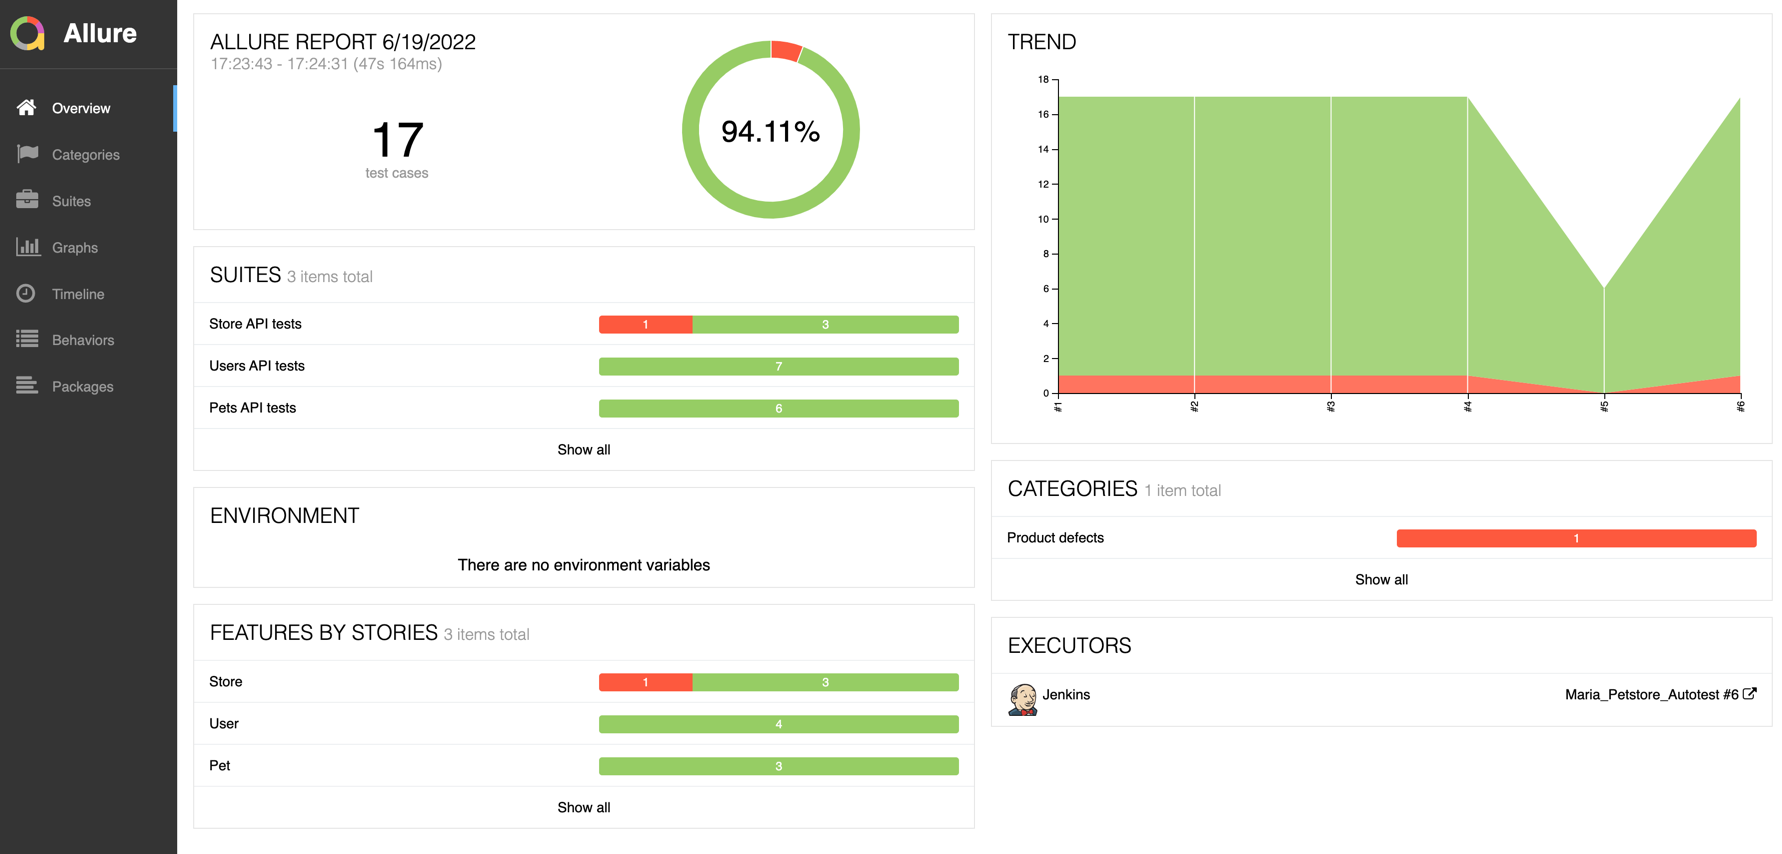 Allure
Overview
Categories
Suites
Graphs
Timeline
Behaviors
Packages
ALLURE REPORT 6/19/2022
17:23:43 - 17:24:31 (47s 164ms)
17
test cases
94.11%
SUITES 3 items total
Store API tests 1 3
Users API tests 7
Pets API tests 6
Show all
ENVIRONMENT
There are no environment variables
FEATURES BY STORIES 3 items total
Store 1 3
User 4
Pet 3
Show all
TREND
18
16
14
12
10
8
6
4
2
0
#1 #2 #3 #4 #5 #6
CATEGORIES 1 item total
Product defects 1
Show all
EXECUTORS
Jenkins Maria_Petstore_Autotest #6